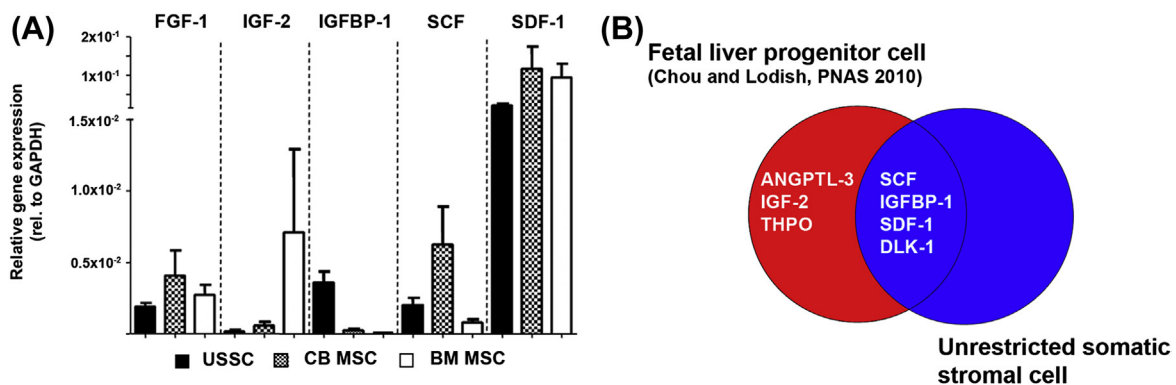 (A)
FGF-1 IGF-2 IGFBP-1 SCF SDF-1
Relative gene expression
(rel. to GAPDH)
2x10⁻¹
1x10⁻¹
1.5x10⁻²
1.0x10⁻²
0.5x10⁻²
USSC CB MSC BM MSC
(B)
Fetal liver progenitor cell
(Chou and Lodish, PNAS 2010)
ANGPTL-3
IGF-2
THPO
SCF
IGFBP-1
SDF-1
DLK-1
Unrestricted somatic
stromal cell